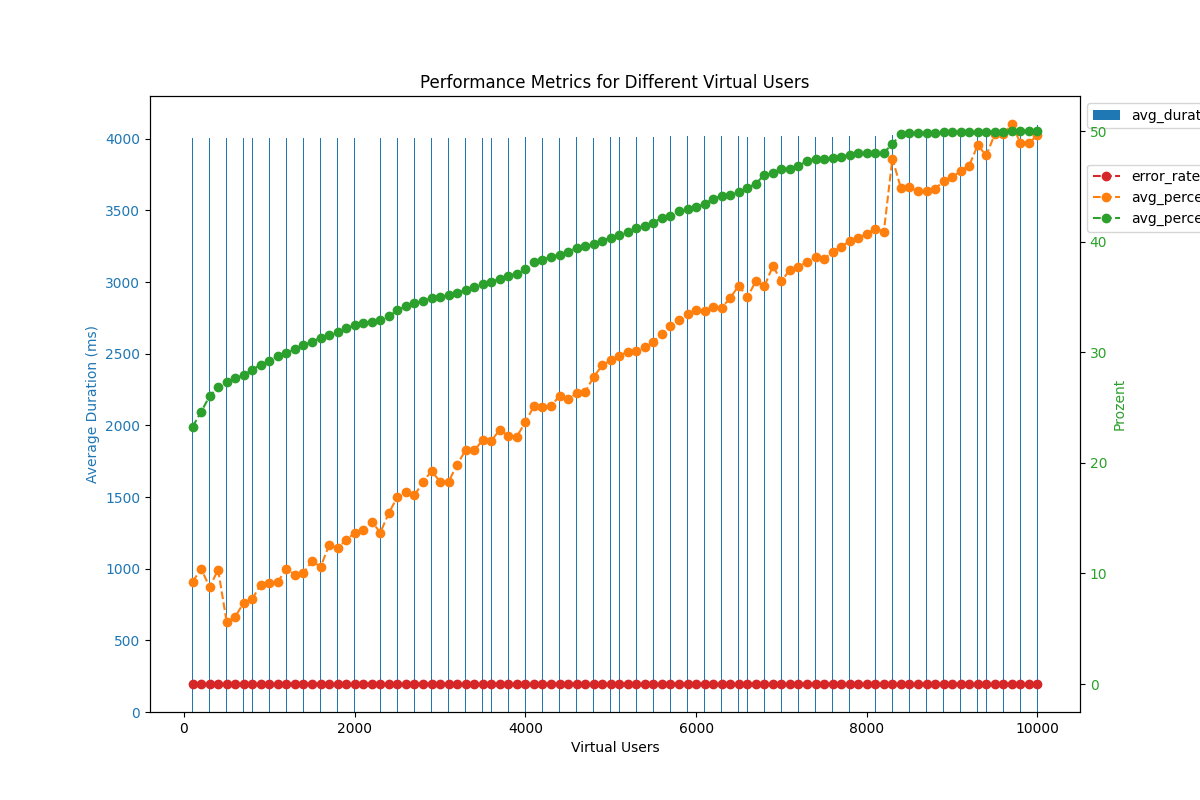 Performance Metrics for Different Virtual Users
Average Duration (ms)
4000
3500
3000
2500
2000
1500
1000
500
0
0
2000
4000
6000
8000
10000
Virtual Users
50
40
30
20
10
0
Prozent
avg_durat
error_rate
avg_perce
avg_perce